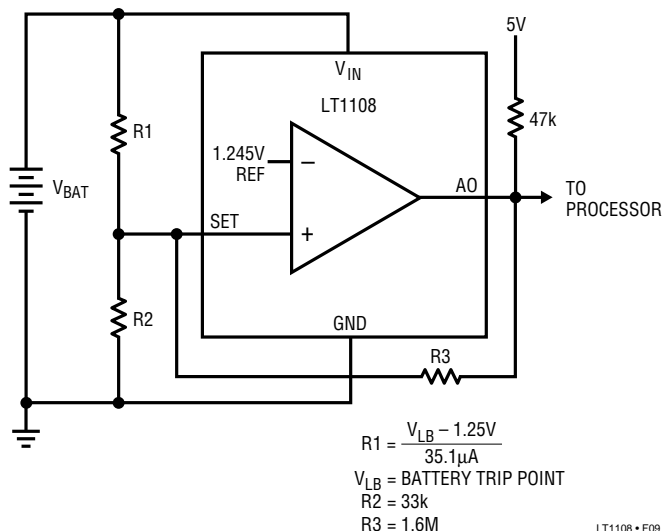 5V
V_IN
LT1108
47k
R1
1.245V
REF
−
V_BAT
AO
TO
PROCESSOR
SET
+
R2
GND
R3
R1 = V_LB – 1.25V
35.1μA
V_LB = BATTERY TRIP POINT
R2 = 33k
R3 = 1.6M
LT1108 • F09